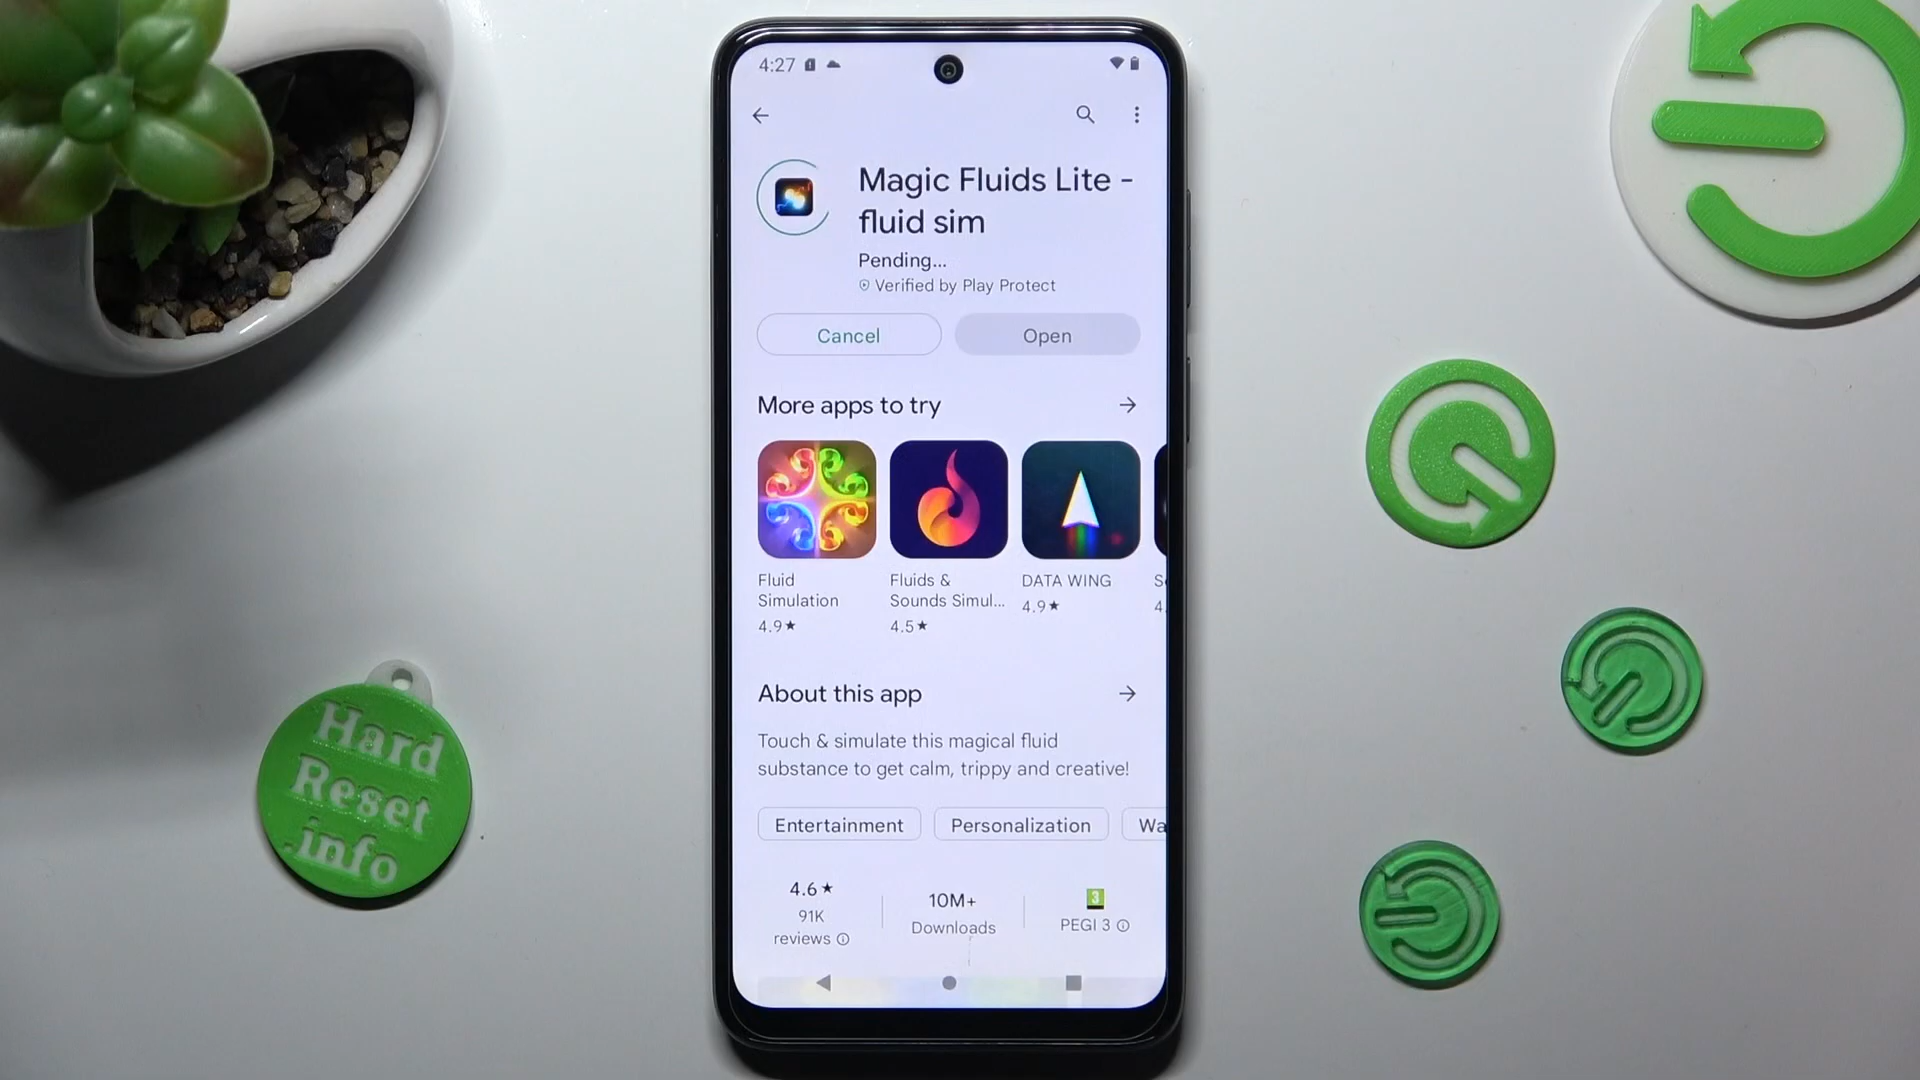 4:27
Magic Fluids Lite -
fluid sim
Pending...
Verified by Play Protect
Cancel
Open
More apps to try
Fluid
Simulation
4.9★
Fluids &
Sounds Simul...
4.5★
DATA WING
4.9★
4.
About this app
Touch & simulate this magical fluid
substance to get calm, trippy and creative!
Entertainment
Personalization
Wa
4.6★
91K
reviews
10M+
Downloads
3
PEGI 3
Hard
Reset
.info